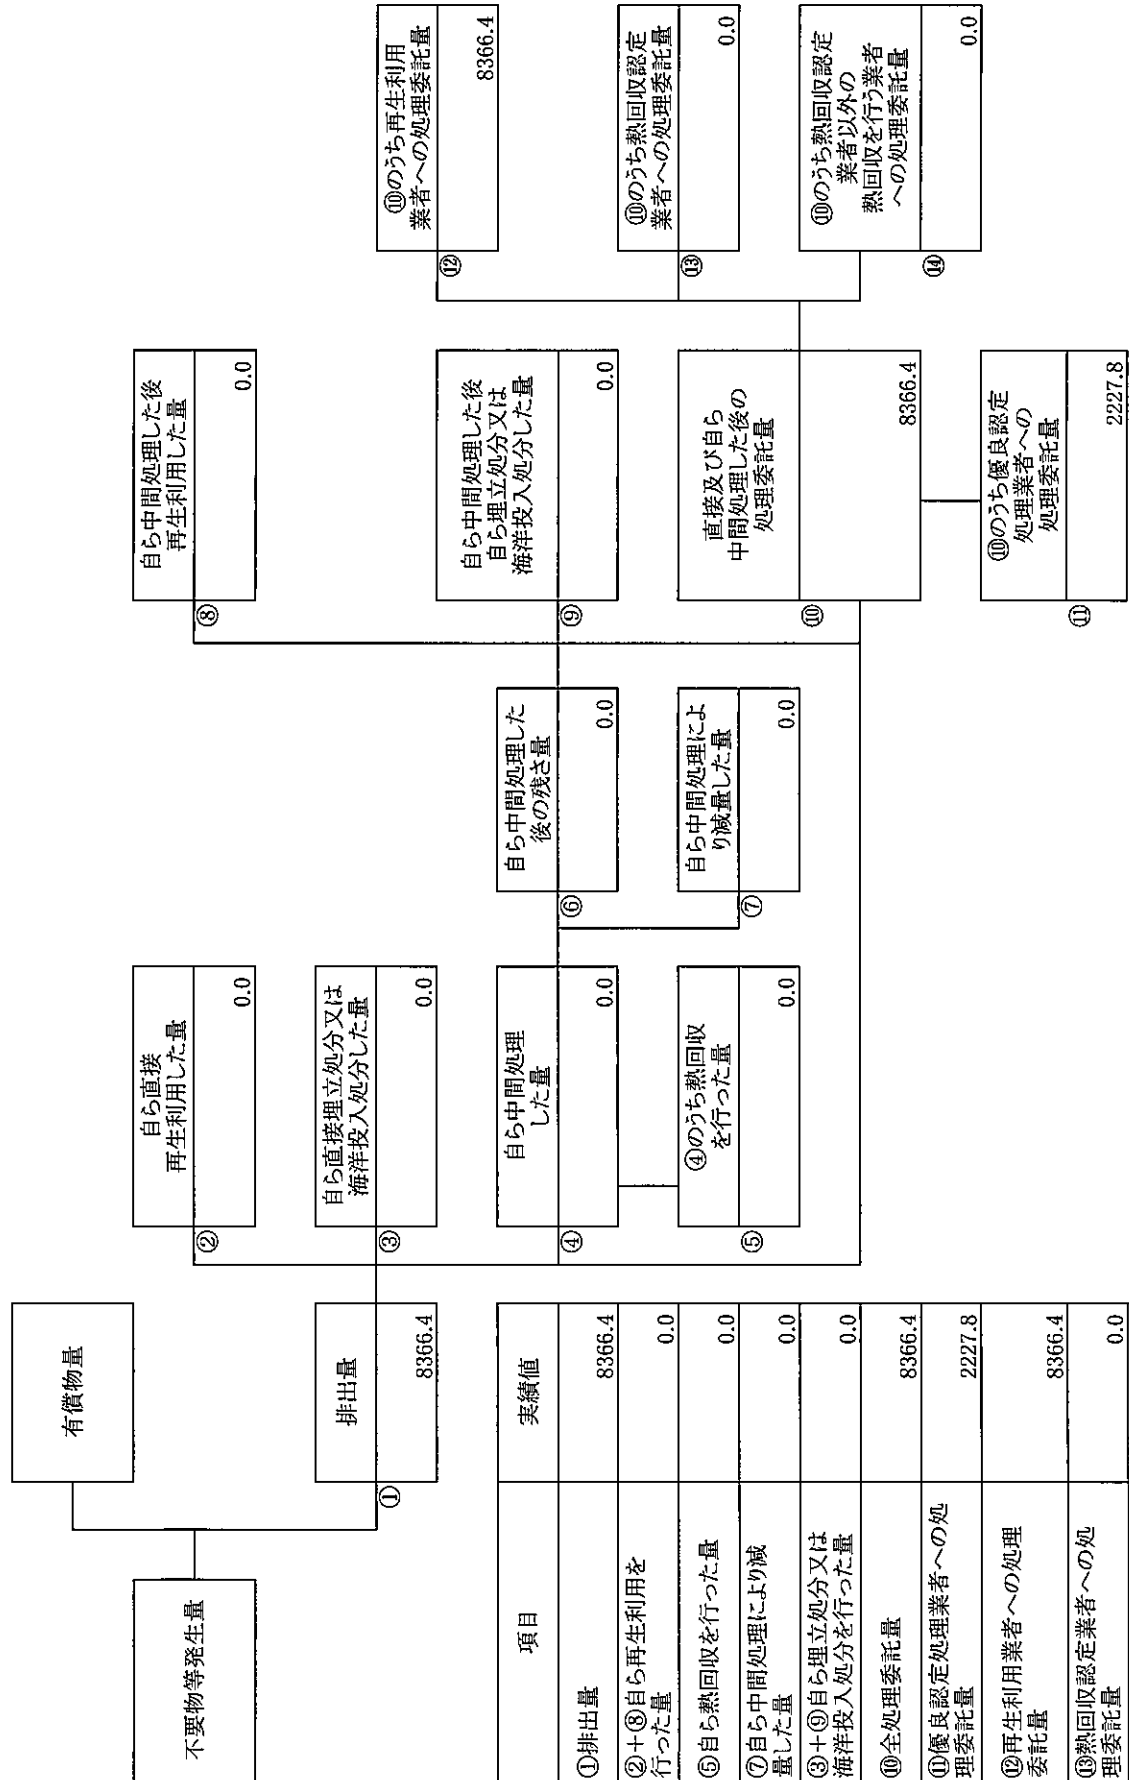 不要物等発生量
有償物量
①
排出量
8366.4
②
自ら直接
再生利用した量
0.0
③
自ら直接埋立処分又は
海洋投入処分した量
0.0
④
自ら中間処理
した量
0.0
⑤
④のうち熱回収
を行った量
0.0
⑥
自ら中間処理した
後の残さ量
0.0
⑦
自ら中間処理によ
り減量した量
0.0
⑧
自ら中間処理した後
再生利用した量
0.0
⑨
自ら中間処理した後
自ら埋立処分又は
海洋投入処分した量
0.0
⑩
直接及び自ら
中間処理した後の
処理委託量
8366.4
⑪
⑩のうち優良認定
処理業者への
処理委託量
2227.8
⑫
⑩のうち再生利用
業者への処理委託量
8366.4
⑬
⑩のうち熱回収認定
業者への処理委託量
0.0
⑭
⑩のうち熱回収認定
業者以外の
熱回収を行う業者
への処理委託量
0.0
項目
実績値
①排出量
8366.4
②+⑧自ら再生利用を
行った量
0.0
⑤自ら熱回収を行った量
0.0
⑦自ら中間処理により減
量した量
0.0
③+⑨自ら埋立処分又は
海洋投入処分を行った量
0.0
⑩全処理委託量
8366.4
⑪優良認定処理業者への処
理委託量
2227.8
⑫再生利用業者への処理
委託量
8366.4
⑬熱回収認定業者への処
理委託量
0.0